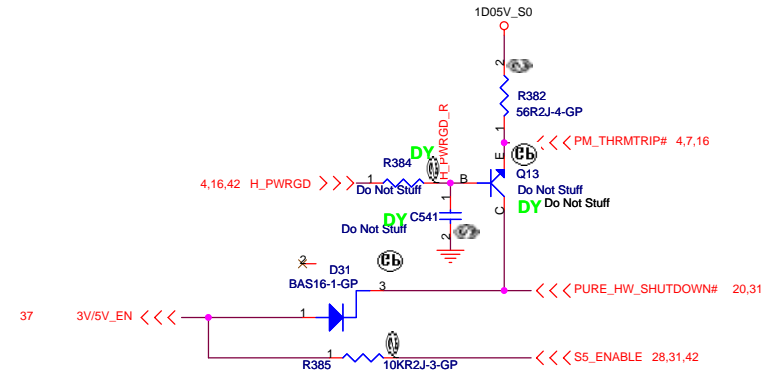 1D05V_S0
2
R382
56R2J-4-GP
1
PM_THRMTRIP# 4,7,16
H_PWRGD_R
DY
R384
E
4,16,42 H_PWRGD
1
Do Not Stuff
B
Q13
Do Not Stuff
DY Do Not Stuff
C
1
DY C541
Do Not Stuff
2
2
D31
BAS16-1-GP
3
PURE_HW_SHUTDOWN# 20,31
37 3V/5V_EN
1
1
R385
10KR2J-3-GP
S5_ENABLE 28,31,42